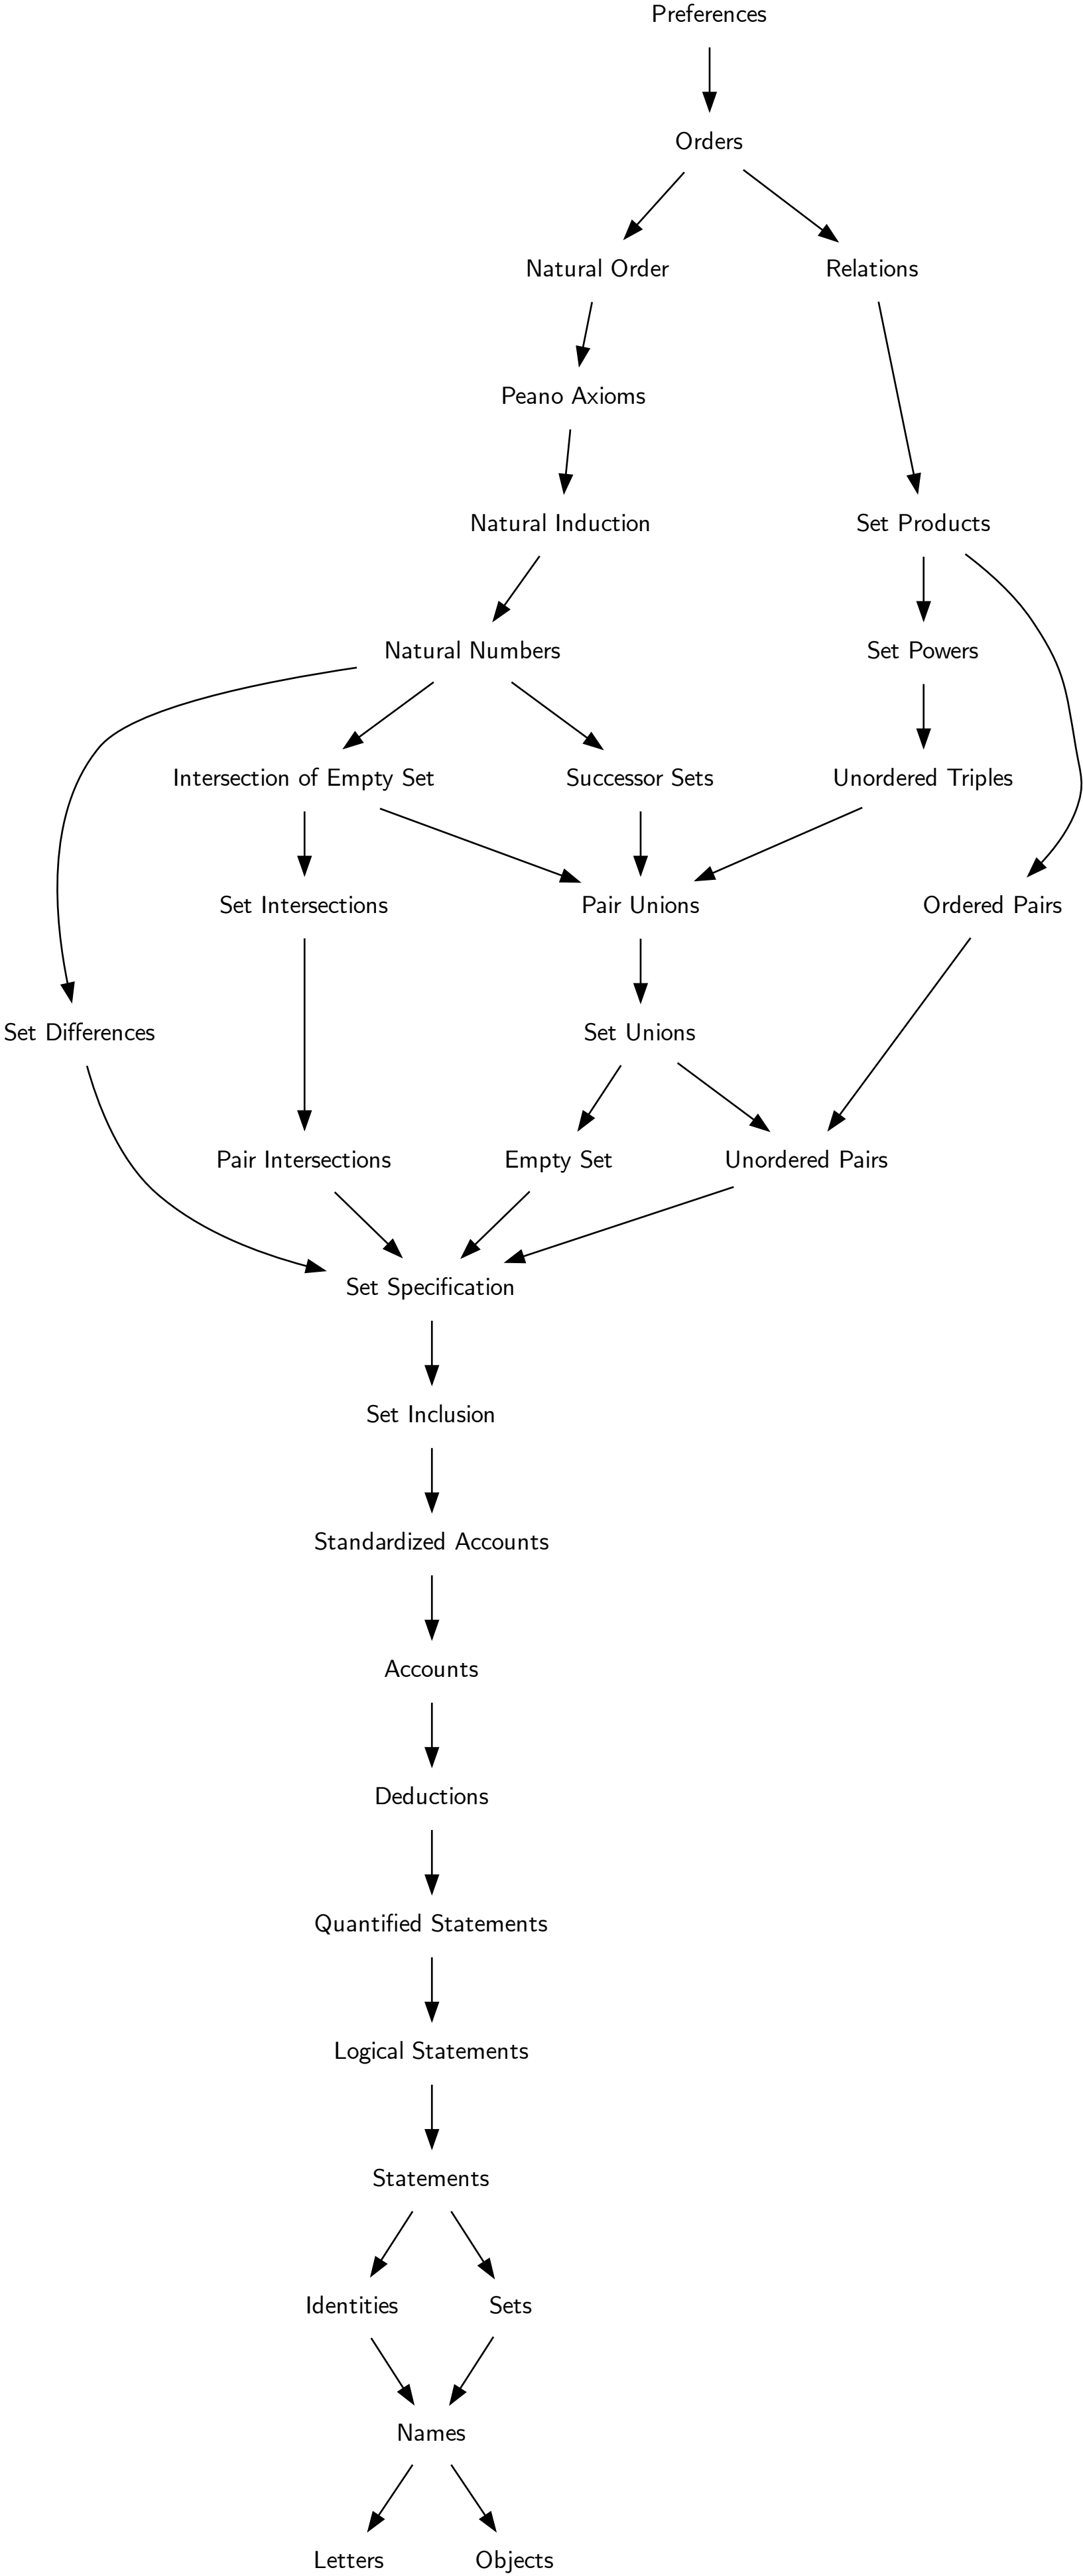 Preferences
Orders
Natural Order
Relations
Peano Axioms
Natural Induction
Set Products
Natural Numbers
Set Powers
Intersection of Empty Set
Successor Sets
Unordered Triples
Set Intersections
Pair Unions
Ordered Pairs
Set Differences
Set Unions
Pair Intersections
Empty Set
Unordered Pairs
Set Specification
Set Inclusion
Standardized Accounts
Accounts
Deductions
Quantified Statements
Logical Statements
Statements
Identities
Sets
Names
Letters
Objects